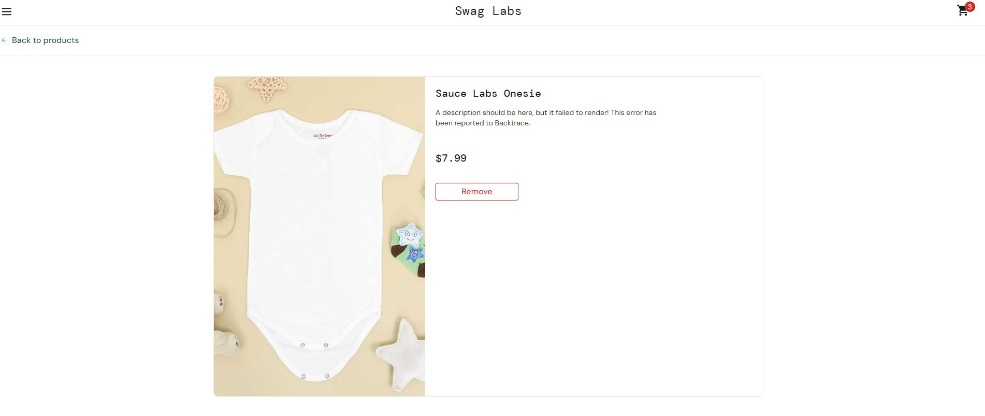 Swag Labs
3
← Back to products
Sauce Labs Onesie
A description should be here, but it failed to render! This error has
been reported to Backtrace.
$7.99
Remove